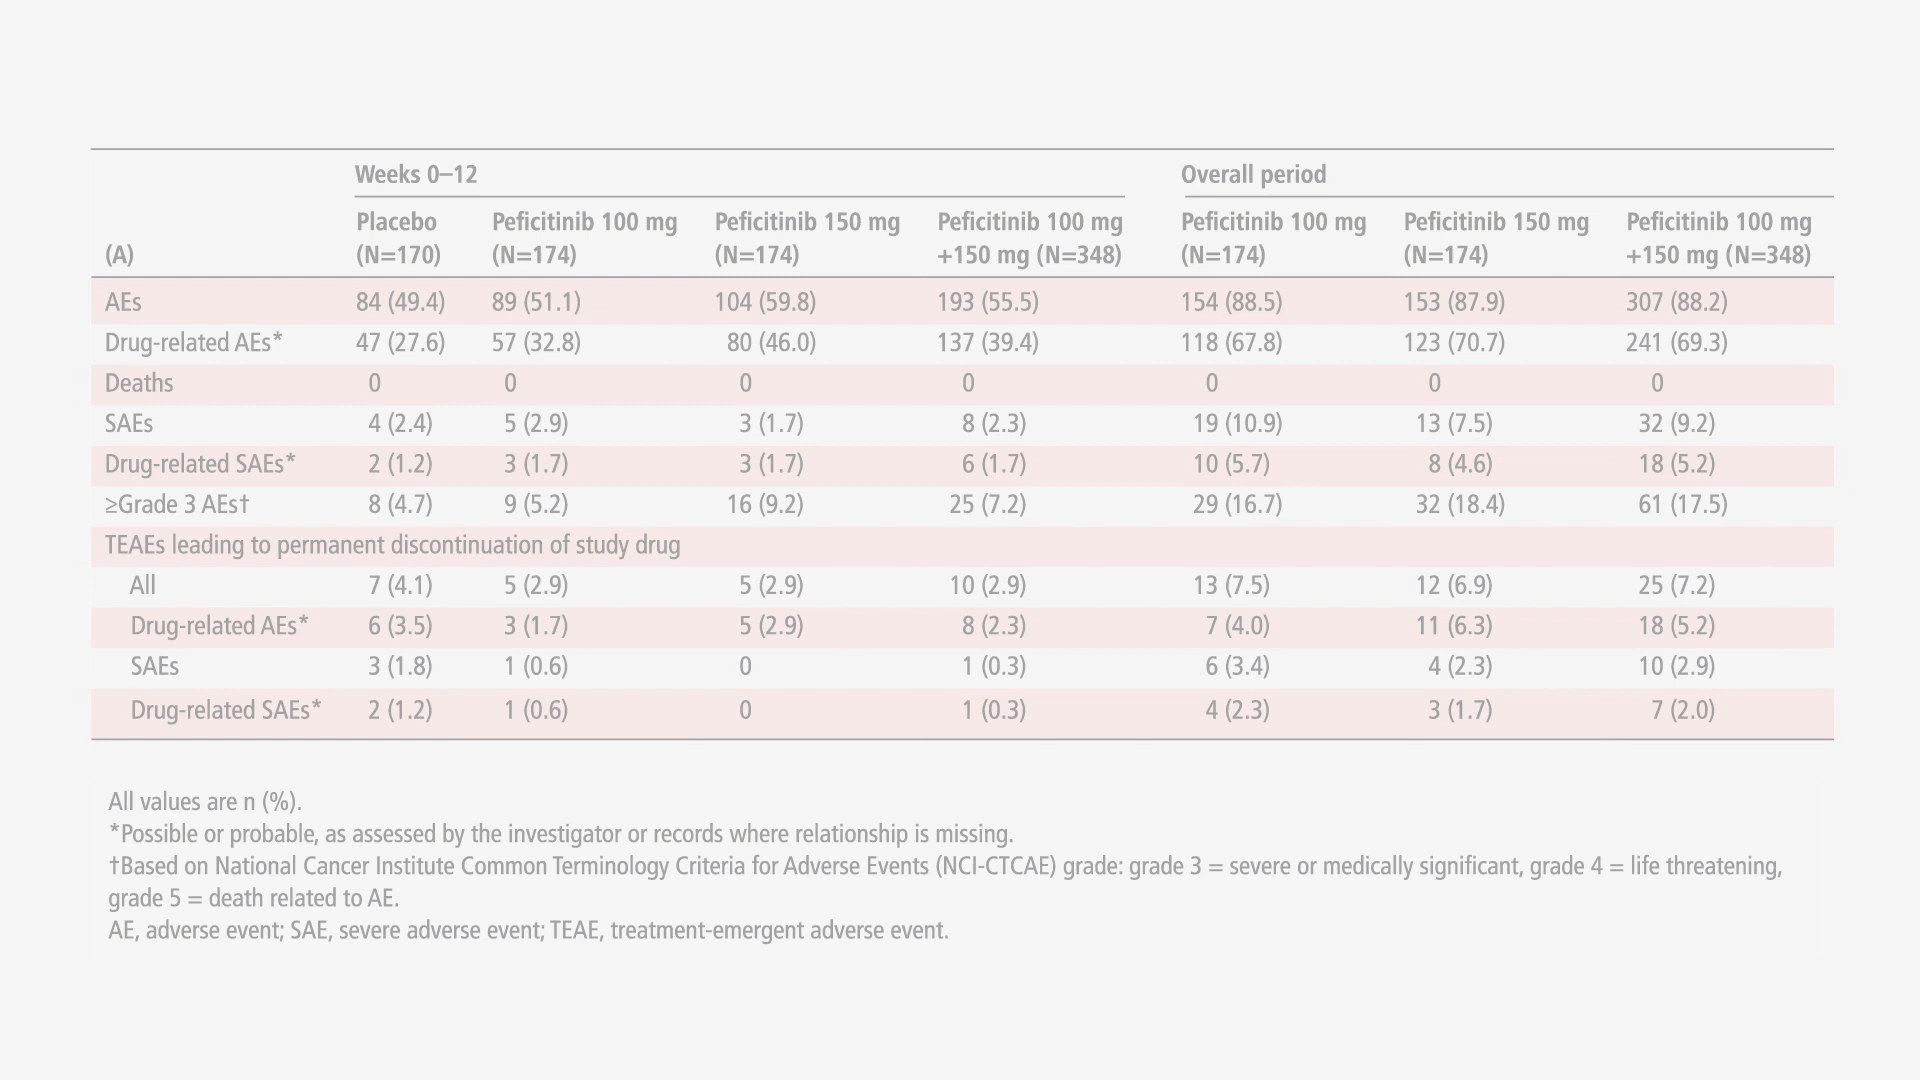 Weeks 0–12 Overall period
Placebo Peficitinib 100 mg Peficitinib 150 mg Peficitinib 100 mg Peficitinib 100 mg Peficitinib 150 mg Peficitinib 100 mg
(A) (N=170) (N=174) (N=174) +150 mg (N=348) (N=174) (N=174) +150 mg (N=348)
AEs 84 (49.4) 89 (51.1) 104 (59.8) 193 (55.5) 154 (88.5) 153 (87.9) 307 (88.2)
Drug-related AEs* 47 (27.6) 57 (32.8) 80 (46.0) 137 (39.4) 118 (67.8) 123 (70.7) 241 (69.3)
Deaths 0 0 0 0 0 0 0
SAEs 4 (2.4) 5 (2.9) 3 (1.7) 8 (2.3) 19 (10.9) 13 (7.5) 32 (9.2)
Drug-related SAEs* 2 (1.2) 3 (1.7) 3 (1.7) 6 (1.7) 10 (5.7) 8 (4.6) 18 (5.2)
≥Grade 3 AEs† 8 (4.7) 9 (5.2) 16 (9.2) 25 (7.2) 29 (16.7) 32 (18.4) 61 (17.5)
TEAEs leading to permanent discontinuation of study drug
All 7 (4.1) 5 (2.9) 5 (2.9) 10 (2.9) 13 (7.5) 12 (6.9) 25 (7.2)
Drug-related AEs* 6 (3.5) 3 (1.7) 5 (2.9) 8 (2.3) 7 (4.0) 11 (6.3) 18 (5.2)
SAEs 3 (1.8) 1 (0.6) 0 1 (0.3) 6 (3.4) 4 (2.3) 10 (2.9)
Drug-related SAEs* 2 (1.2) 1 (0.6) 0 1 (0.3) 4 (2.3) 3 (1.7) 7 (2.0)
All values are n (%).
*Possible or probable, as assessed by the investigator or records where relationship is missing.
†Based on National Cancer Institute Common Terminology Criteria for Adverse Events (NCI-CTCAE) grade: grade 3 = severe or medically significant, grade 4 = life threatening,
grade 5 = death related to AE.
AE, adverse event; SAE, severe adverse event; TEAE, treatment-emergent adverse event.